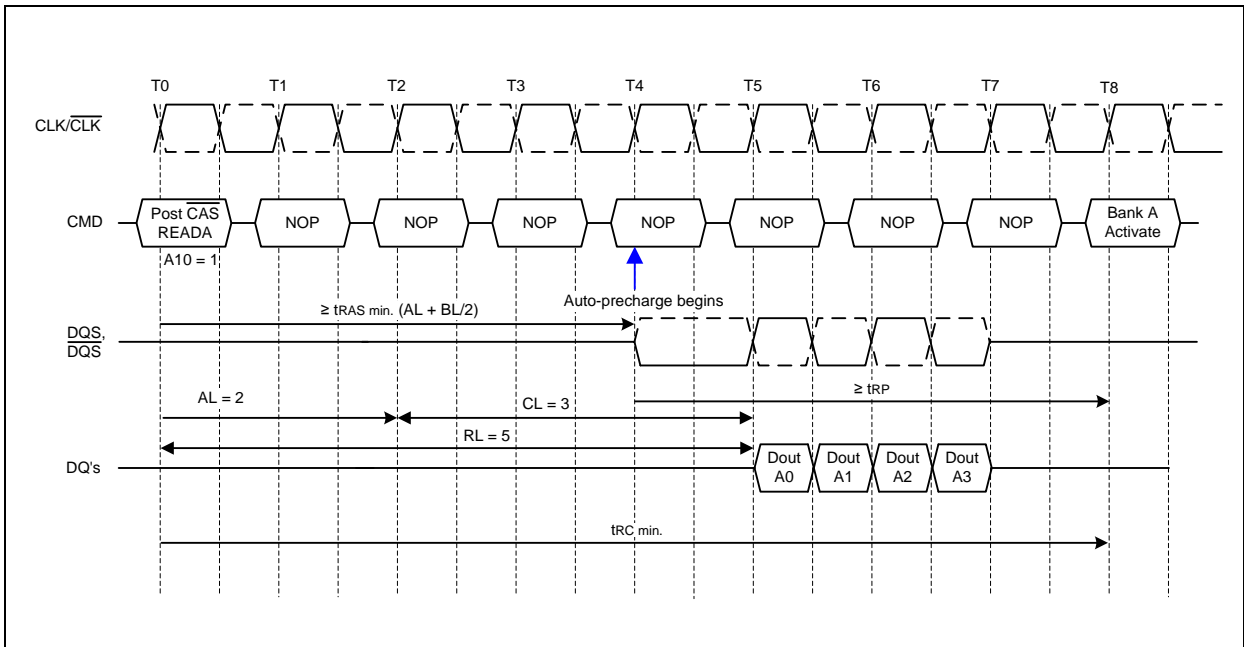 T0 T1 T2 T3 T4 T5 T6 T7 T8
CLK/CLK
CMD
Post CAS
READA
NOP NOP NOP NOP NOP NOP NOP
Bank A
Activate
A10 = 1
Auto-precharge begins
≥ tRAS min. (AL + BL/2)
DQS,
DQS
≥ tRP
AL = 2
CL = 3
RL = 5
DQ's
Dout
A0
Dout
A1
Dout
A2
Dout
A3
tRC min.